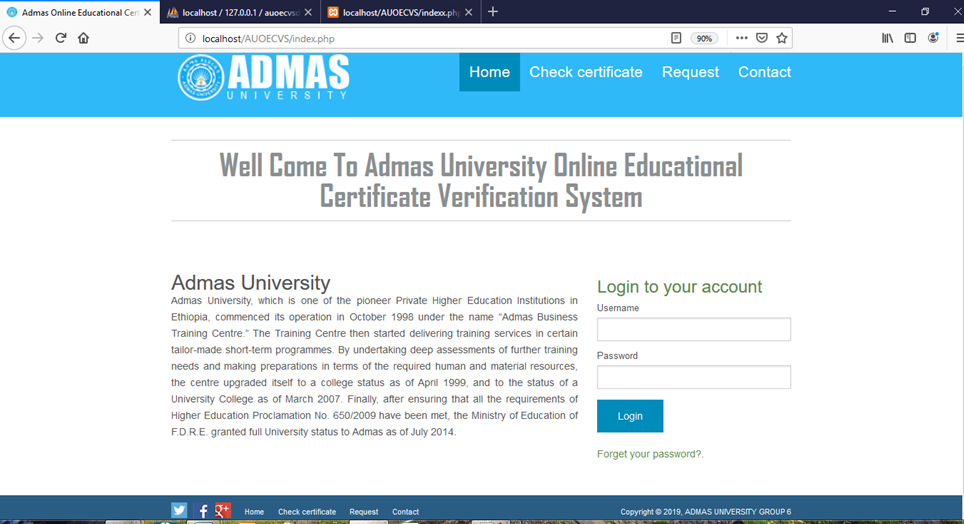 Admas Online Educational Cert
localhost / 127.0.0.1 / auoecvsd
localhost/AUOECVS/indexx.php
localhost/AUOECVS/index.php
90%
ADMAS
UNIVERSITY
Home
Check certificate
Request
Contact
Well Come To Admas University Online Educational
Certificate Verification System
Admas University
Admas University, which is one of the pioneer Private Higher Education Institutions in
Ethiopia, commenced its operation in October 1998 under the name “Admas Business
Training Centre.” The Training Centre then started delivering training services in certain
tailor-made short-term programmes. By undertaking deep assessments of further training
needs and making preparations in terms of the required human and material resources,
the centre upgraded itself to a college status as of April 1999, and to the status of a
University College as of March 2007. Finally, after ensuring that all the requirements of
Higher Education Proclamation No. 650/2009 have been met, the Ministry of Education of
F.D.R.E. granted full University status to Admas as of July 2014.
Login to your account
Username
Password
Login
Forget your password?.
Home
Check certificate
Request
Contact
Copyright © 2019, ADMAS UNIVERSITY GROUP 6